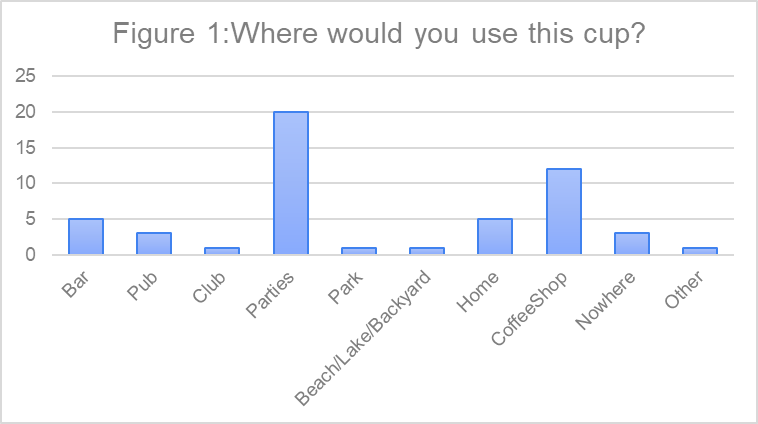 Figure 1:Where would you use this cup?
25
20
15
10
5
0
Bar
Pub
Club
Parties
Park
Beach/Lake/Backyard
Home
CoffeeShop
Nowhere
Other